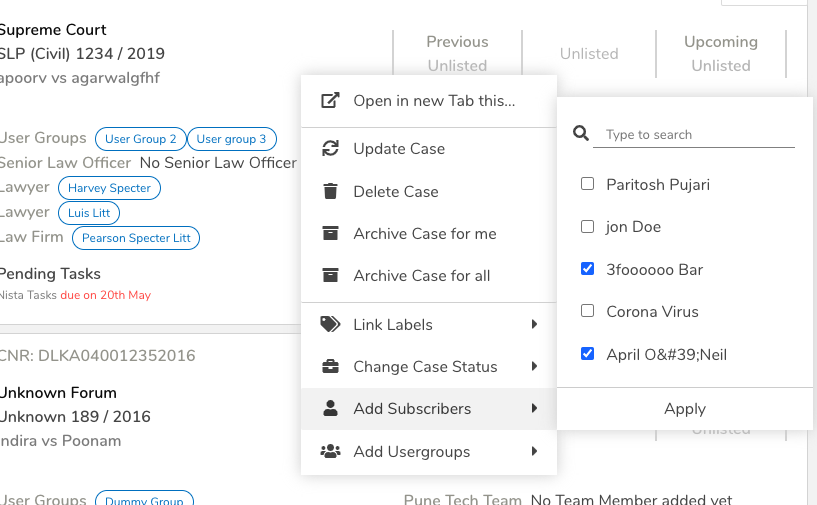 Supreme Court
SLP (Civil) 1234 / 2019
apoorv vs agarwalgfhf
Previous
Unlisted
Unlisted
Upcoming
Unlisted
User Groups User Group 2 User group 3
Senior Law Officer No Senior Law Officer
Lawyer Harvey Specter
Lawyer Luis Litt
Law Firm Pearson Specter Litt
Pending Tasks
Nista Tasks due on 20th May
CNR: DLKA040012352016
Unknown Forum
Unknown 189 / 2016
Indira vs Poonam
User Groups Dummy Group
Open in new Tab this...
Update Case
Delete Case
Archive Case for me
Archive Case for all
Link Labels
Change Case Status
Add Subscribers
Add Usergroups
Type to search
Paritosh Pujari
jon Doe
3foooooo Bar
Corona Virus
April O&#39;Neil
Apply
Unlisted
Pune Tech Team No Team Member added yet